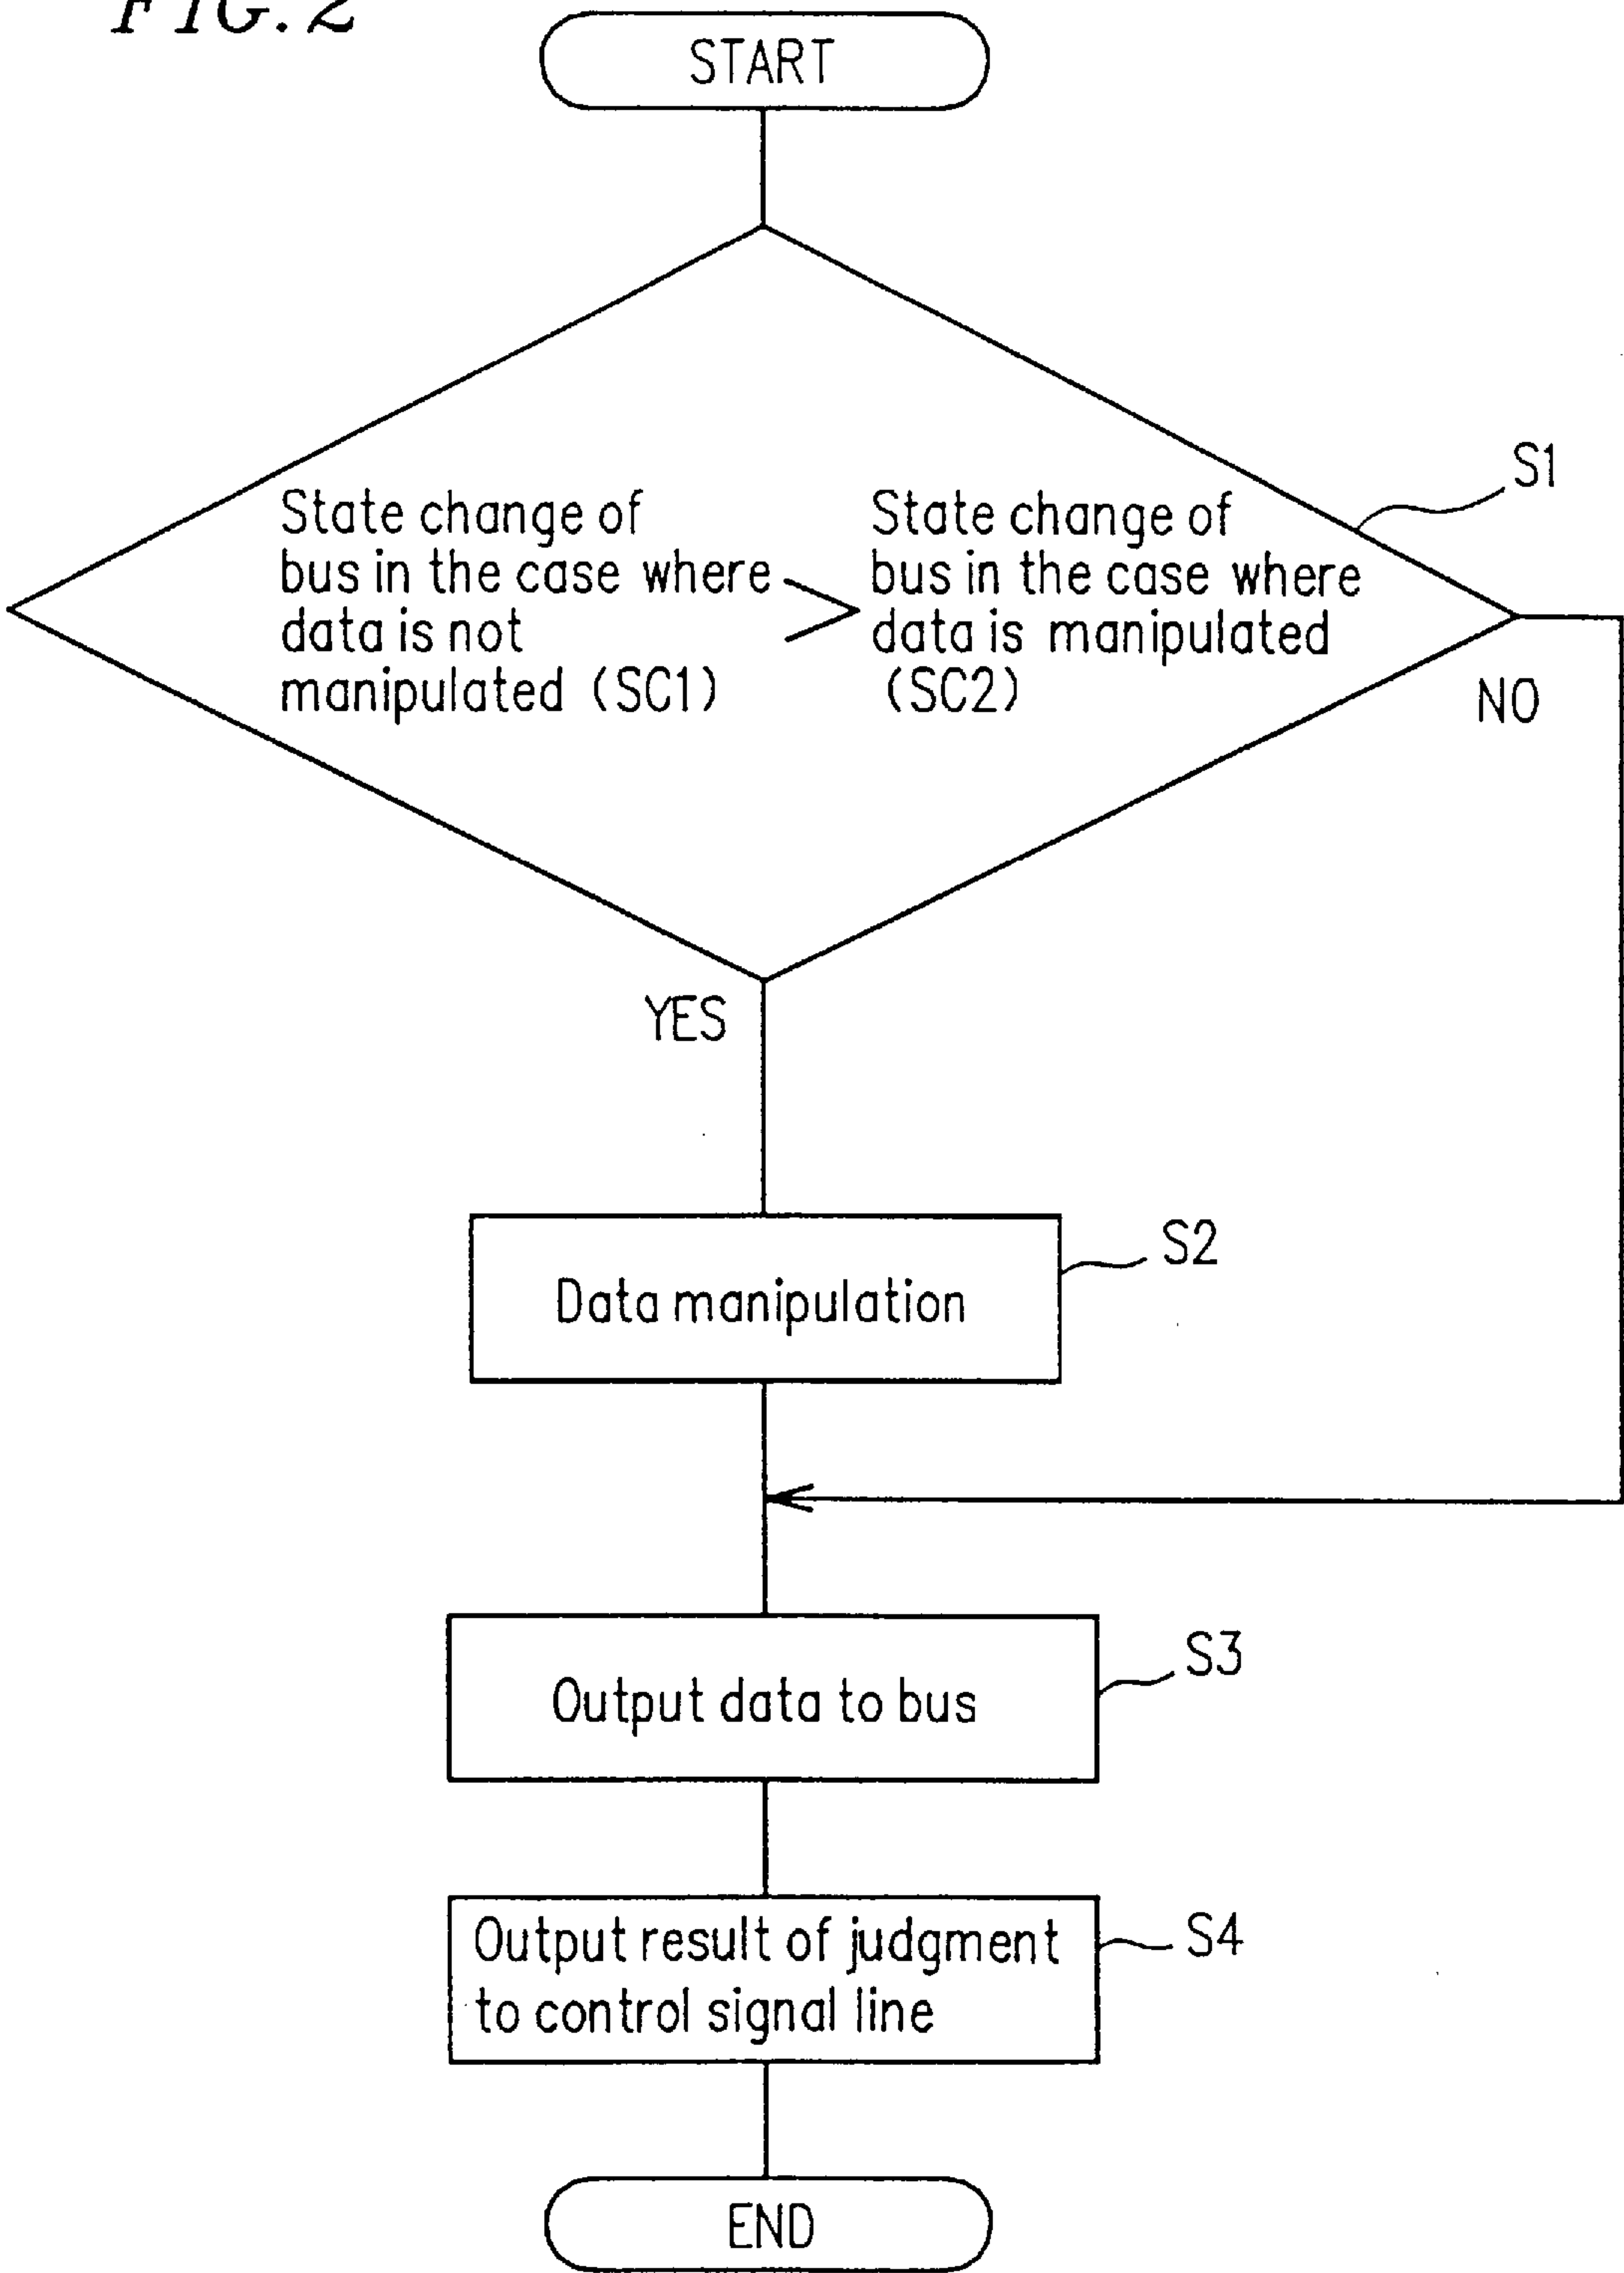 FIG. 2
START
S1
State change of
bus in the case where
data is not
manipulated (SC1)
>
State change of
bus in the case where
data is manipulated
(SC2)
NO
YES
S2
Data manipulation
S3
Output data to bus
S4
Output result of judgment
to control signal line
END